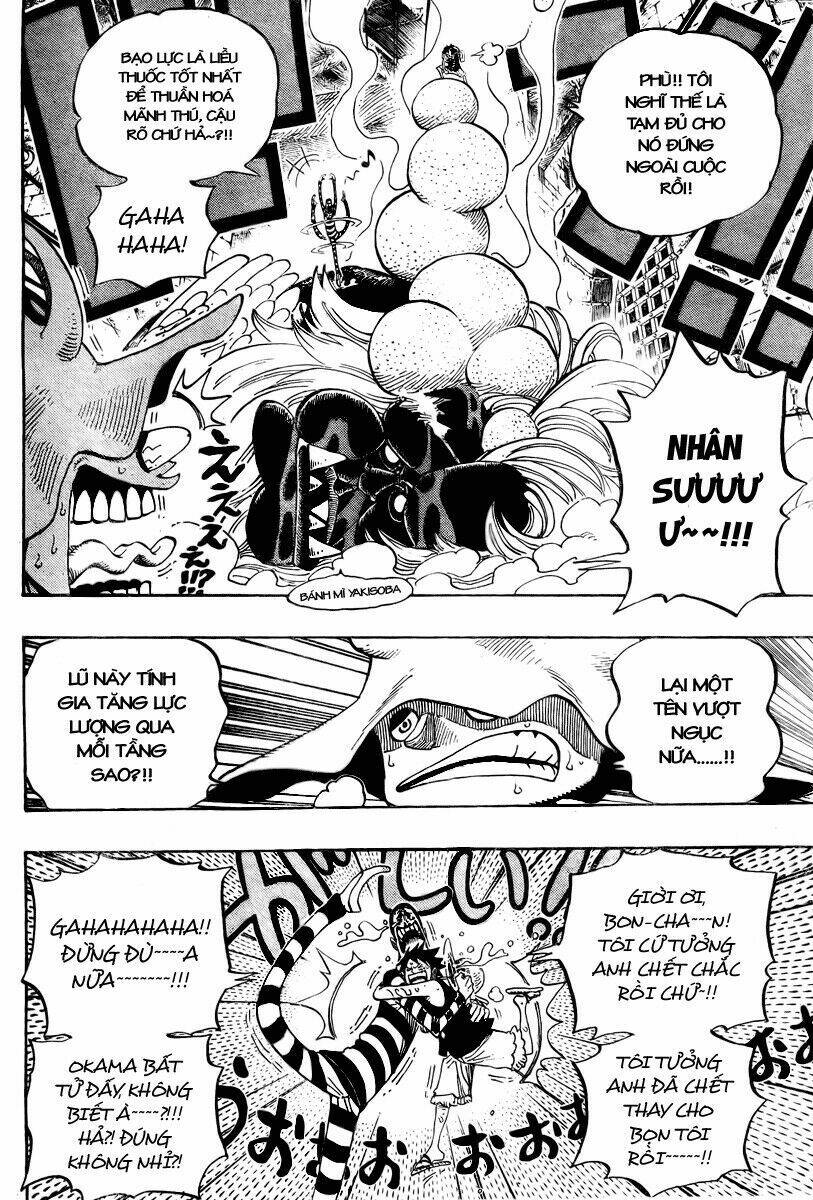 PHÙ!! TÔI
NGHĨ THẾ LÀ
TẠM ĐỦ CHO
NÓ ĐỨNG
NGOÀI CUỘC
RỒI!!
BẠO LỰC LÀ LIỀU
THUỐC TỐT NHẤT
ĐỂ THUẦN HOÁ
MÃNH THÚ, CẬU
RÕ CHỨ HẢ~?!!
GAHA
HAHA!
NHÂN
SƯƯƯƯ
Ư~~!!!
えええぇ!!!?
BÁNH MÌ YAKISOBA
LẠI MỘT
TÊN VƯỢT
NGỤC
NỮA......!!
LŨ NÀY TÍNH
GIA TĂNG LỰC
LƯỢNG QUA
MỖI TẦNG
SAO?!!
GIỜI ƠI,
BON-CHA~~~N!
TÔI CỨ TƯỞNG
ANH CHẾT CHẮC
RỒI CHỨ~!!
TÔI TƯỞNG
ANH ĐÃ CHẾT
THAY CHO
BỌN TÔI
RỒI~~~~~!!
GAHAHAHAHA!!
ĐỪNG ĐÙ~~~~A
NỮA~~~~~~~!!!
OKAMA BẤT
TỬ ĐẤY, KHÔNG
BIẾT À~~~~~?!!!
HẢ?! ĐÚNG
KHÔNG NHỈ?!